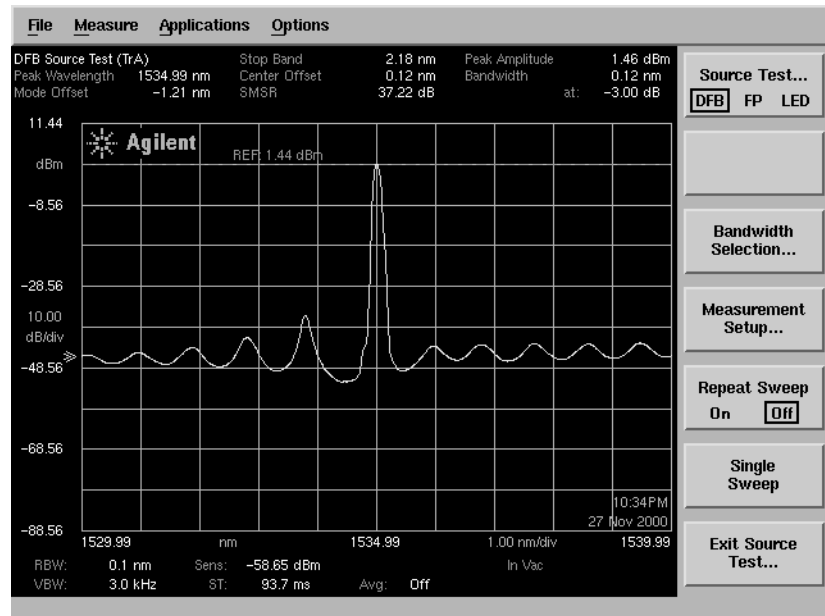 File Measure Applications Options
DFB Source Test (TrA) Stop Band 2.18 nm Peak Amplitude 1.46 dBm
Peak Wavelength 1534.99 nm Center Offset 0.12 nm Bandwidth 0.12 nm
Mode Offset −1.21 nm SMSR 37.22 dB at: −3.00 dB
11.44
Agilent
REF: 1.44 dBm
dBm
−8.56
−28.56
10.00
dB/div
−48.56
−68.56
10:34PM
27 Nov 2000
−88.56
1529.99 nm 1534.99 1.00 nm/div 1539.99
RBW: 0.1 nm Sens: −58.65 dBm In Vac
VBW: 3.0 kHz ST: 93.7 ms Avg: Off
Source Test...
DFB FP LED
Bandwidth
Selection...
Measurement
Setup...
Repeat Sweep
On Off
Single
Sweep
Exit Source
Test...